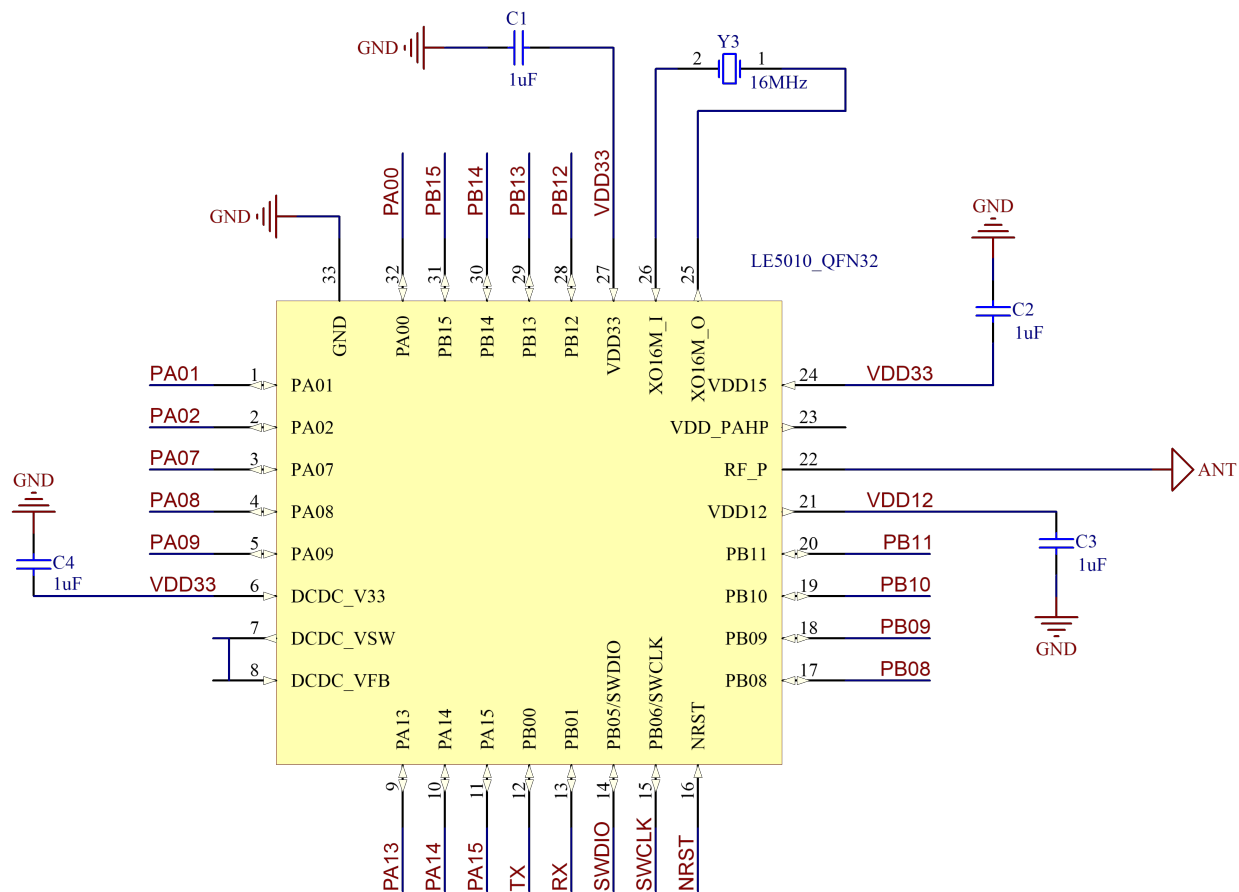 C1
GND
1uF
Y3
2
1
16MHz
PA00
PB15
PB14
PB13
PB12
VDD33
GND
GND
33
32
31
30
29
28
27
26
25
LE5010_QFN32
C2
1uF
GND
PA00
PB15
PB14
PB13
PB12
VDD33
XO16M_I
XO16M_O
PA01
1
PA01
VDD15
24
VDD33
PA02
2
PA02
VDD_PAHP
23
PA07
3
PA07
RF_P
22
ANT
GND
PA08
4
PA08
VDD12
21
VDD12
PA09
5
PA09
PB11
20
PB11
C3
1uF
C4
1uF
VDD33
6
DCDC_V33
PB10
19
PB10
7
DCDC_VSW
PB09
18
PB09
GND
8
DCDC_VFB
PB08
17
PB08
PA13
PA14
PA15
PB00
PB01
PB05/SWDIO
PB06/SWCLK
NRST
9
10
11
12
13
14
15
16
PA13
PA14
PA15
TX
RX
SWDIO
SWCLK
NRST